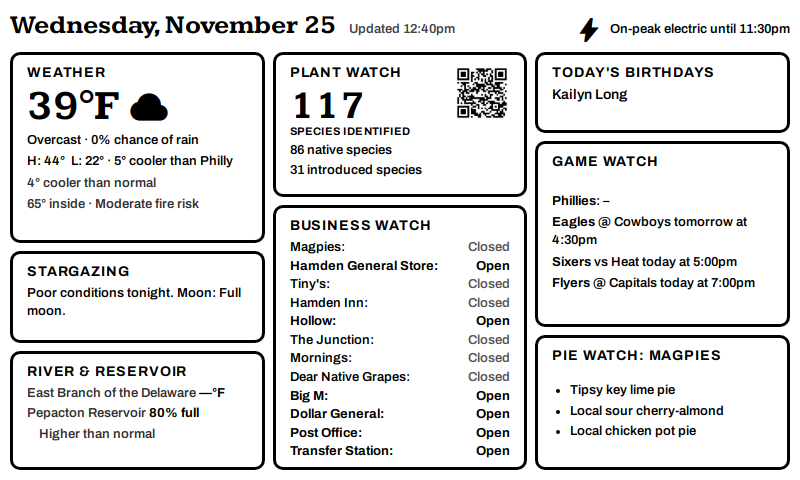 Wednesday, November 25 Updated 12:40pm
On-peak electric until 11:30pm
WEATHER
39°F
Overcast · 0% chance of rain
H: 44° L: 22° · 5° cooler than Philly
4° cooler than normal
65° inside · Moderate fire risk
STARGAZING
Poor conditions tonight. Moon: Full
moon.
RIVER & RESERVOIR
East Branch of the Delaware —°F
Pepacton Reservoir 80% full
Higher than normal
PLANT WATCH
117
SPECIES IDENTIFIED
86 native species
31 introduced species
BUSINESS WATCH
Magpies: Closed
Hamden General Store: Open
Tiny's: Closed
Hamden Inn: Closed
Hollow: Open
The Junction: Closed
Mornings: Closed
Dear Native Grapes: Closed
Big M: Open
Dollar General: Open
Post Office: Open
Transfer Station: Open
TODAY'S BIRTHDAYS
Kailyn Long
GAME WATCH
Phillies: –
Eagles @ Cowboys tomorrow at
4:30pm
Sixers vs Heat today at 5:00pm
Flyers @ Capitals today at 7:00pm
PIE WATCH: MAGPIES
• Tipsy key lime pie
• Local sour cherry-almond
• Local chicken pot pie